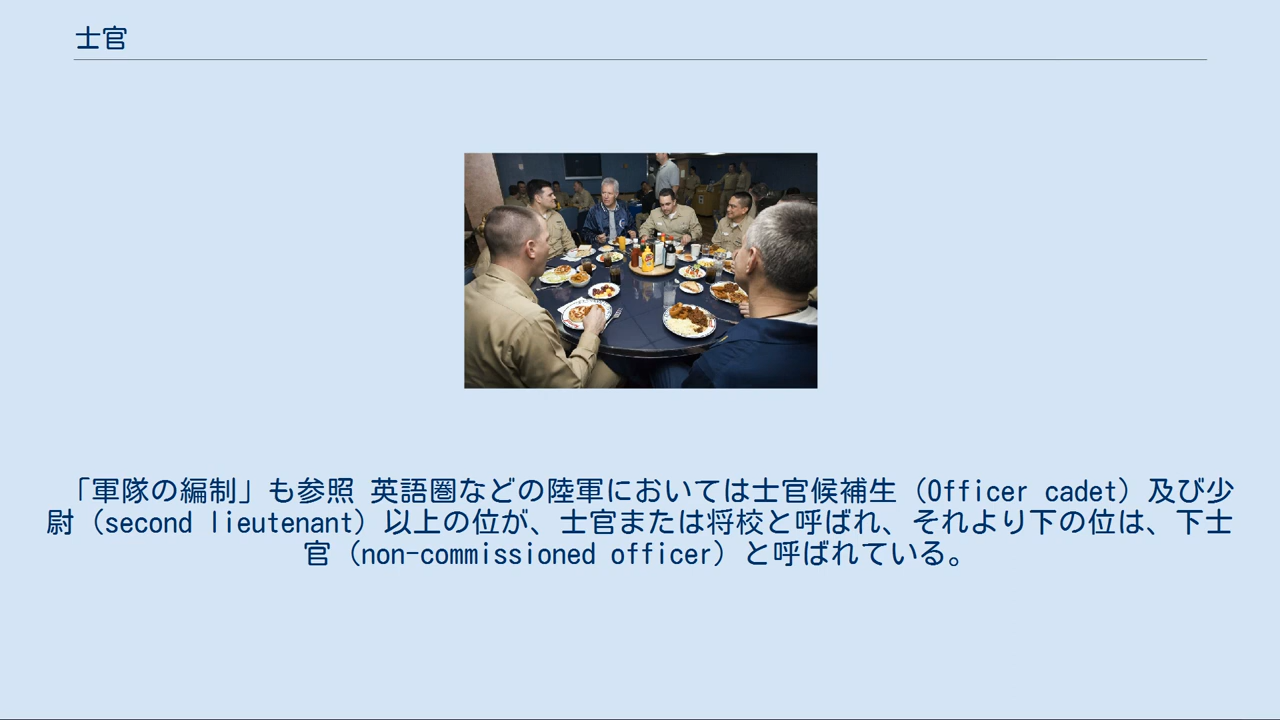 士官
「軍隊の編制」も参照 英語圏などの陸軍においては士官候補生（Officer cadet）及び少
尉（second lieutenant）以上の位が、士官または将校と呼ばれ、それより下の位は、下士
官（non-commissioned officer）と呼ばれている。